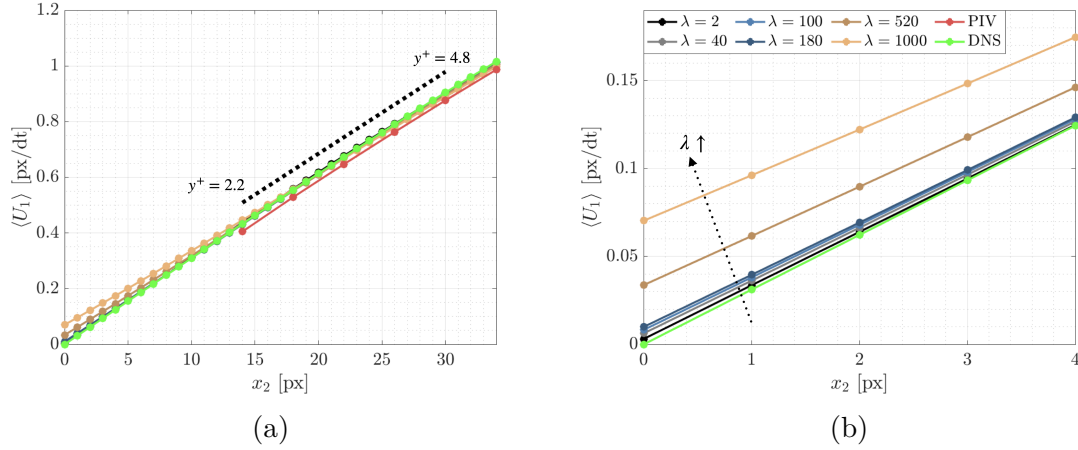 1.2
1
0.8
0.6
0.4
0.2
0
0 5 10 15 20 25 30
⟨U₁⟩ [px/dt]
x₂ [px]
y⁺ = 4.8
y⁺ = 2.2
(a)
λ = 2 λ = 100 λ = 520 PIV
λ = 40 λ = 180 λ = 1000 DNS
0.15
0.1
0.05
0
0 1 2 3 4
⟨U₁⟩ [px/dt]
x₂ [px]
λ ↑
(b)